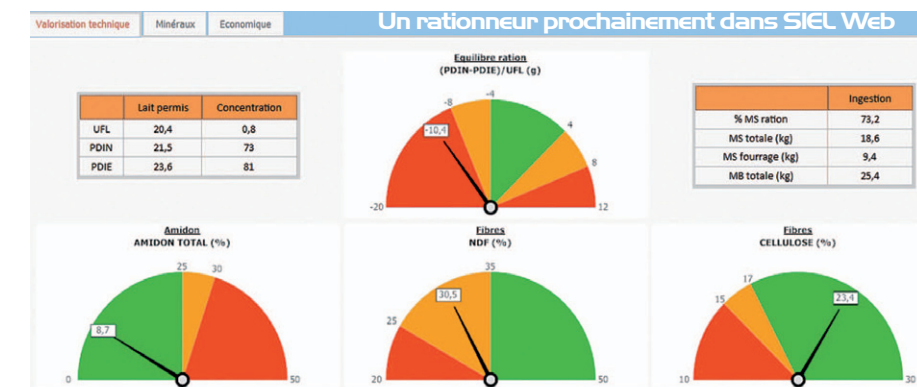 Valorisation technique Minéraux Economique Un rationneur prochainement dans SIEL Web
Lait permis Concentration
UFL 20,4 0,8
PDIN 21,5 73
PDIE 23,6 81
Equilibre ration
(PDIN-PDIE)/UFL (g)
-20 -8 -4 4 8 12
-10,4
Ingestion
% MS ration 73,2
MS totale (kg) 18,6
MS fourrage (kg) 9,4
MB totale (kg) 25,4
Amidon
AMIDON TOTAL (%)
0 25 30 50
8,7
Fibres
NDF (%)
20 25 35 50
30,5
Fibres
CELLULOSE (%)
10 15 17 30
23,4